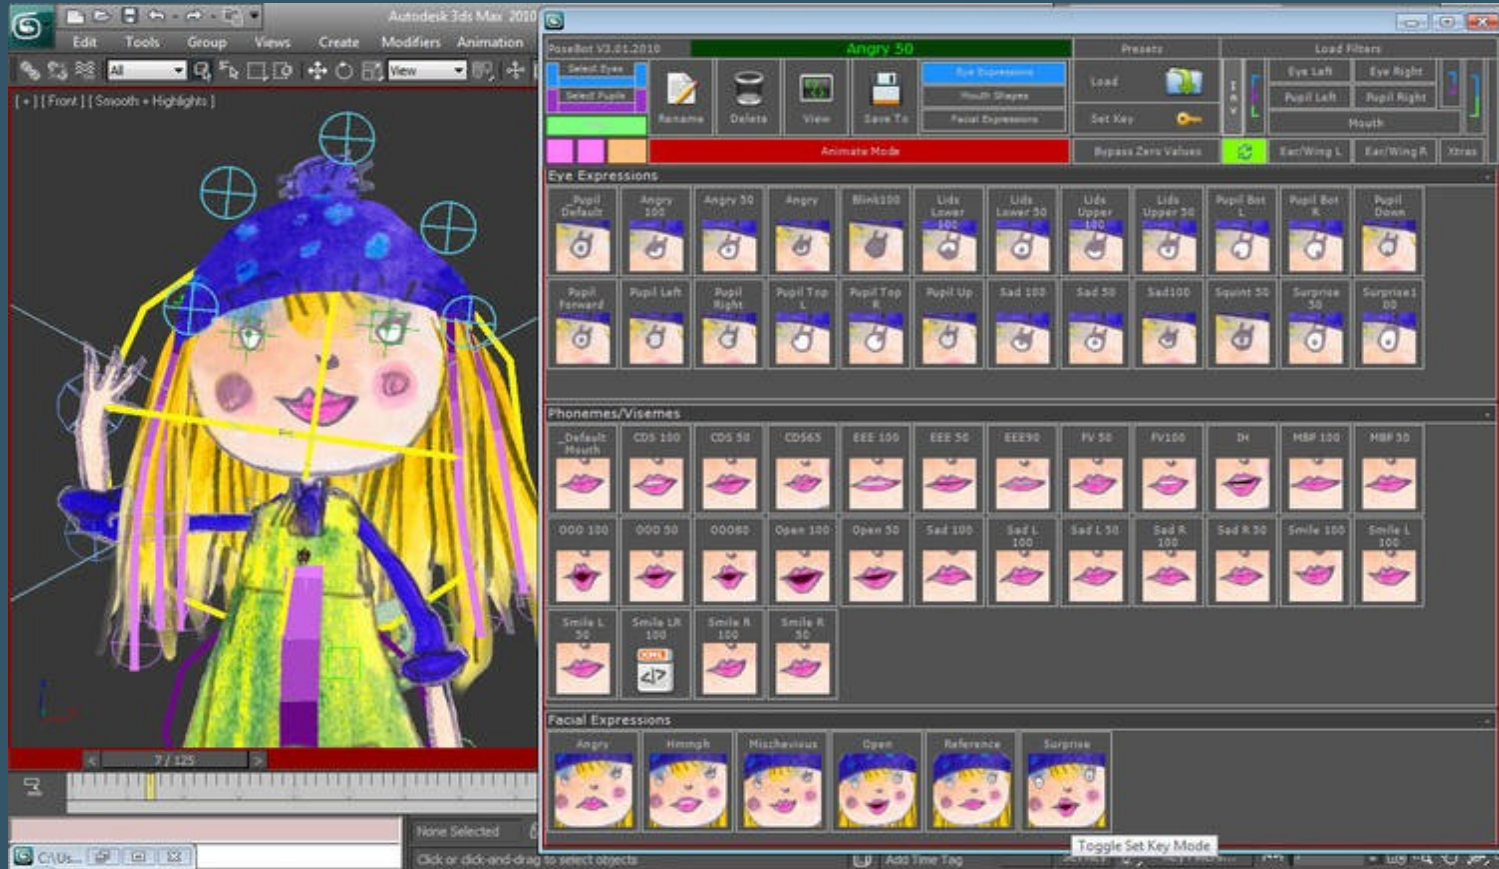 Autodesk 3ds Max 2010
Edit Tools Group Views Create Modifiers Animation
All View
[ + ] [ Front ] [ Smooth + Highlights ]
PoseBot V3.01.2010 Angry 50 Presets Load Filters
Select Eyes
Select Pupils
Rename Delete View Save To
Eye Expressions
Mouth Shapes
Facial Expressions
Load
Set Key
INV
Eye Left Eye Right
Pupil Left Pupil Right
Mouth
Animate Mode Bypass Zero Values Ear/Wing L Ear/Wing R Xtras
Eye Expressions
_Pupil Default Angry 100 Angry 50 Angry Blink100 Lids Lower 100 Lids Lower 50 Lids Upper 100 Lids Upper 50 Pupil Bot L Pupil Bot R Pupil Down
Pupil Forward Pupil Left Pupil Right Pupil Top L Pupil Top R Pupil Up Sad 100 Sad 50 Sad100 Squint 50 Surprise 50 Surprise100
Phonemes/Visemes
_Default Mouth CDS 100 CDS 50 CDS65 EEE 100 EEE 50 EEE90 FV 50 FV100 IH MBP 100 MBP 50
OOO 100 OOO 50 OOO80 Open 100 Open 50 Sad 100 Sad L 100 Sad L 50 Sad R 100 Sad R 50 Smile 100 Smile L 100
Smile L 50 Smile LR 100 Smile R 100 Smile R 50
XML
</>
Facial Expressions
Angry Hmmph Mischevious Open Reference Surprise
7 / 125
None Selected
Click or click-and-drag to select objects
Add Time Tag
Toggle Set Key Mode
C:\Us...